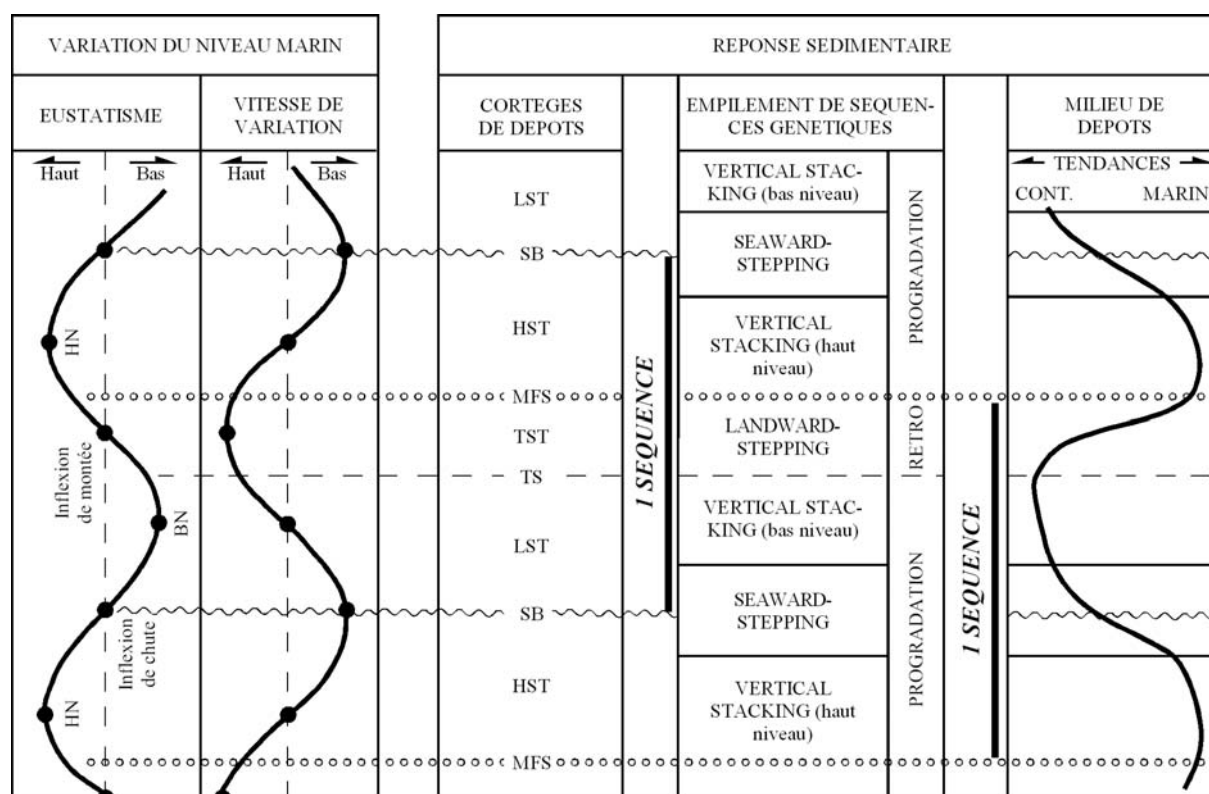 VARIATION DU NIVEAU MARIN
REPONSE SEDIMENTAIRE
EUSTATISME
VITESSE DE
VARIATION
CORTEGES
DE DEPOTS
EMPILEMENT DE SEQUEN-
CES GENETIQUES
MILIEU DE
DEPOTS
Haut
Bas
Haut
Bas
TENDANCES
CONT.
MARIN
HN
Inflexion
de montée
BN
Inflexion
de chute
HN
LST
SB
HST
MFS
TST
TS
LST
SB
HST
MFS
1 SEQUENCE
VERTICAL STAC-
KING (bas niveau)
SEAWARD-
STEPPING
VERTICAL
STACKING (haut
niveau)
LANDWARD-
STEPPING
VERTICAL STAC-
KING (bas niveau)
SEAWARD-
STEPPING
VERTICAL
STACKING (haut
niveau)
PROGRADATION
RETRO
PROGRADATION
1 SEQUENCE